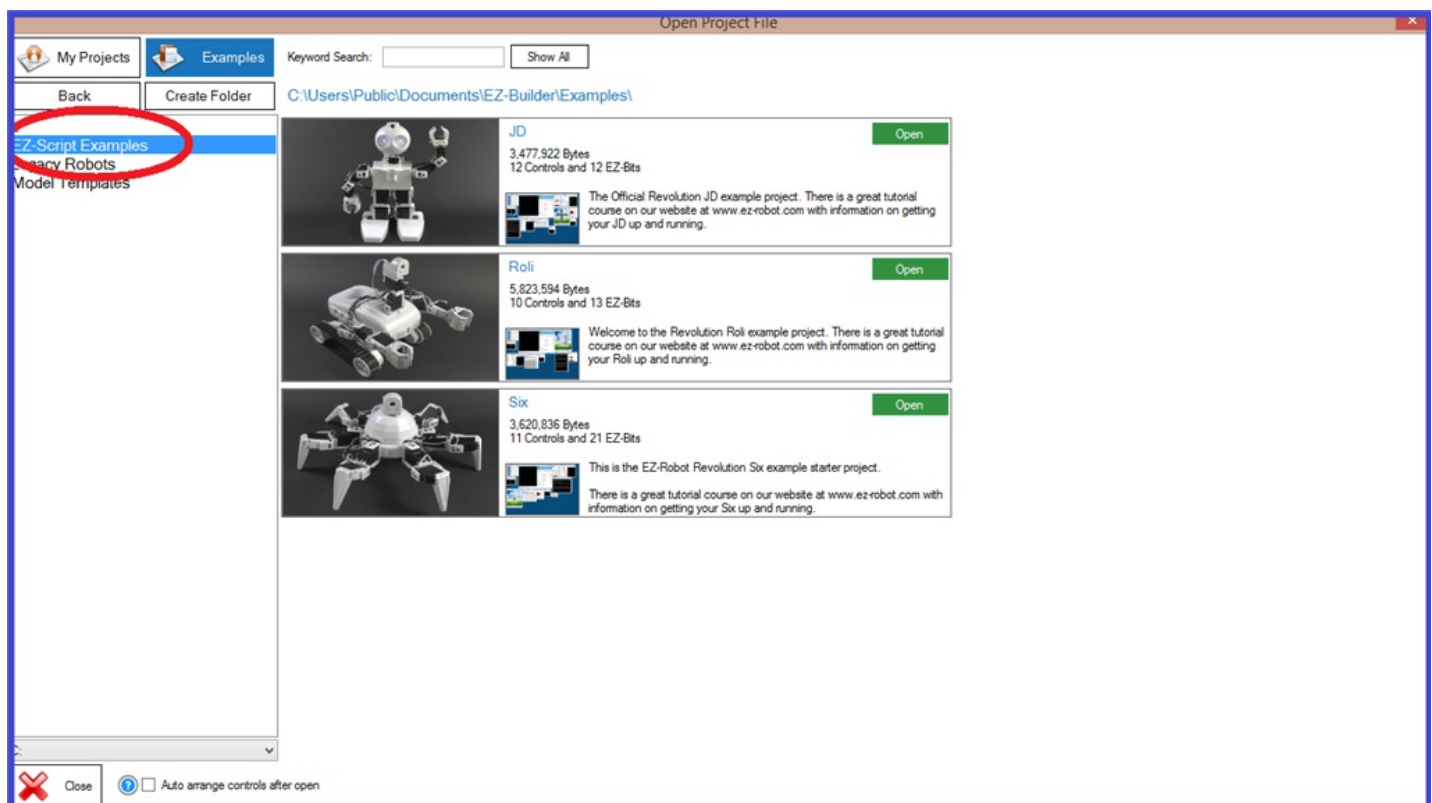 Open Project File
My Projects
Examples
Keyword Search:
Show All
Back
Create Folder
C:\Users\Public\Documents\EZ-Builder\Examples\
EZ-Script Examples
Legacy Robots
Model Templates
JD
Open
3,477,922 Bytes
12 Controls and 12 EZ-Bits
The Official Revolution JD example project. There is a great tutorial
course on our website at www.ez-robot.com with information on getting
your JD up and running.
Roli
Open
5,823,594 Bytes
10 Controls and 13 EZ-Bits
Welcome to the Revolution Roli example project. There is a great tutorial
course on our website at www.ez-robot.com with information on getting
your Roli up and running.
Six
Open
3,620,836 Bytes
11 Controls and 21 EZ-Bits
This is the EZ-Robot Revolution Six example starter project.
There is a great tutorial course on our website at www.ez-robot.com with
information on getting your Six up and running.
C:
Close
Auto arrange controls after open